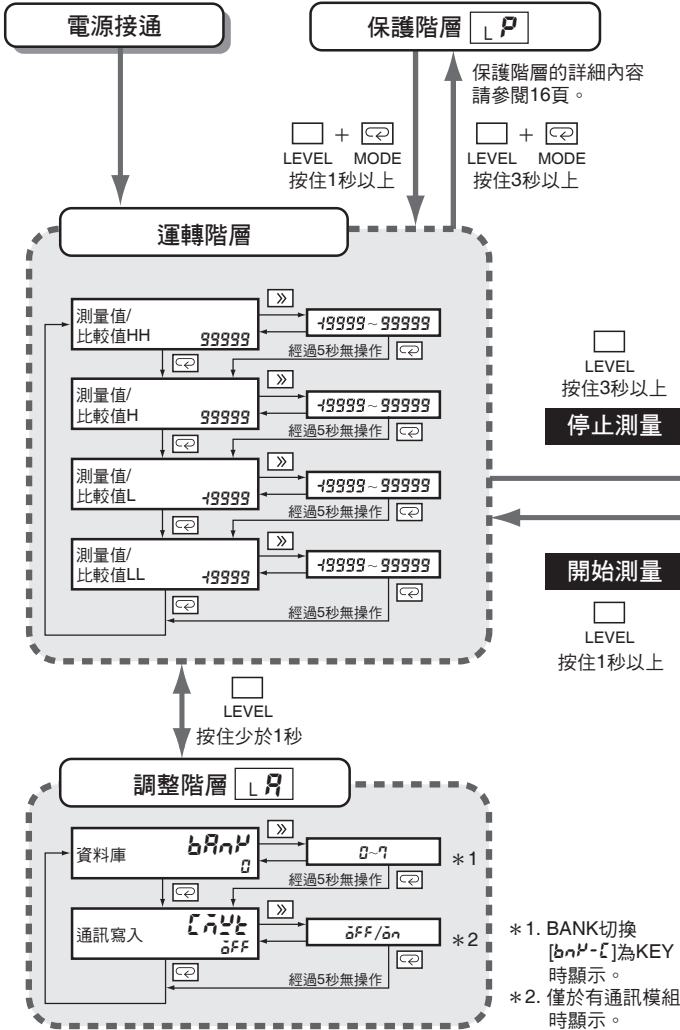 電源接通
保護階層 L P
保護階層的詳細內容
請參閱16頁。
LEVEL + MODE
按住1秒以上
LEVEL + MODE
按住3秒以上
運轉階層
測量值/
比較值HH 99999
-19999~99999
經過5秒無操作
測量值/
比較值H 99999
-19999~99999
經過5秒無操作
測量值/
比較值L -19999
-19999~99999
經過5秒無操作
測量值/
比較值LL -19999
-19999~99999
經過5秒無操作
LEVEL
按住3秒以上
停止測量
開始測量
LEVEL
按住1秒以上
LEVEL
按住少於1秒
調整階層 L A
資料庫 bAnK
0
0~7
*1
經過5秒無操作
通訊寫入 CMWt
oFF
oFF/on
*2
經過5秒無操作
*1. BANK切換
[bnK-C]為KEY
時顯示。
*2. 僅於有通訊模組
時顯示。